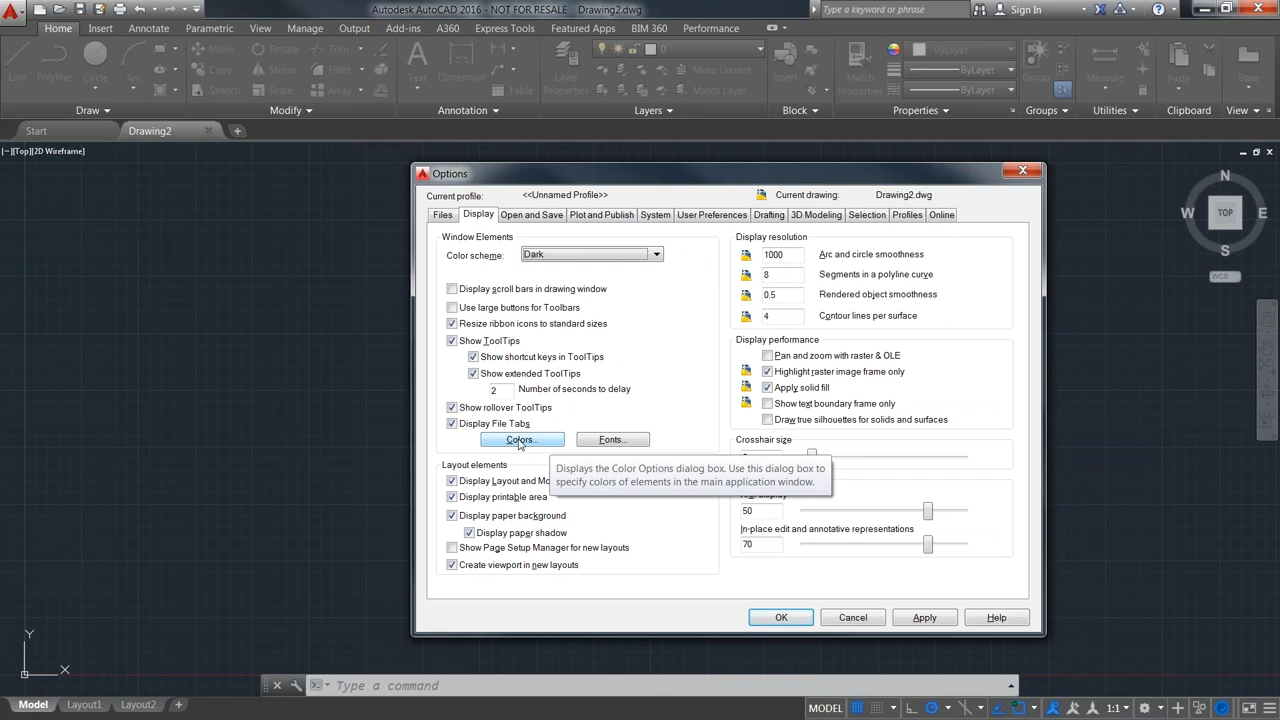 Autodesk AutoCAD 2016 - NOT FOR RESALE Drawing2.dwg
Type a keyword or phrase
Sign In
Home Insert Annotate Parametric View Manage Output Add-ins A360 Express Tools Featured Apps BIM 360 Performance
Line Polyline Circle Arc
Move Rotate Trim
Copy Mirror Fillet
Stretch Scale Array
Text Dimension Table
Layer Properties
0
Make Current
Match Layer
Insert
Match Properties
ByLayer
ByLayer
ByLayer
Group
Measure
Paste
Base
Draw Modify Annotation Layers Block Properties Groups Utilities Clipboard View
Start Drawing2
[−][Top][2D Wireframe]
N
W TOP E
S
WCS
Options
Current profile: <<Unnamed Profile>> Current drawing: Drawing2.dwg
Files Display Open and Save Plot and Publish System User Preferences Drafting 3D Modeling Selection Profiles Online
Window Elements
Color scheme: Dark
Display scroll bars in drawing window
Use large buttons for Toolbars
Resize ribbon icons to standard sizes
Show ToolTips
Show shortcut keys in ToolTips
Show extended ToolTips
2 Number of seconds to delay
Show rollover ToolTips
Display File Tabs
Colors... Fonts...
Displays the Color Options dialog box. Use this dialog box to
specify colors of elements in the main application window.
Layout elements
Display Layout and
Display printable area
Display paper background
Display paper shadow
Show Page Setup Manager for new layouts
Create viewport in new layouts
Display resolution
1000 Arc and circle smoothness
8 Segments in a polyline curve
0.5 Rendered object smoothness
4 Contour lines per surface
Display performance
Pan and zoom with raster & OLE
Highlight raster image frame only
Apply solid fill
Show text boundary frame only
Draw true silhouettes for solids and surfaces
Crosshair size
50
In-place edit and annotative representations
70
OK Cancel Apply Help
Y
X
Type a command
Model Layout1 Layout2
MODEL 1:1